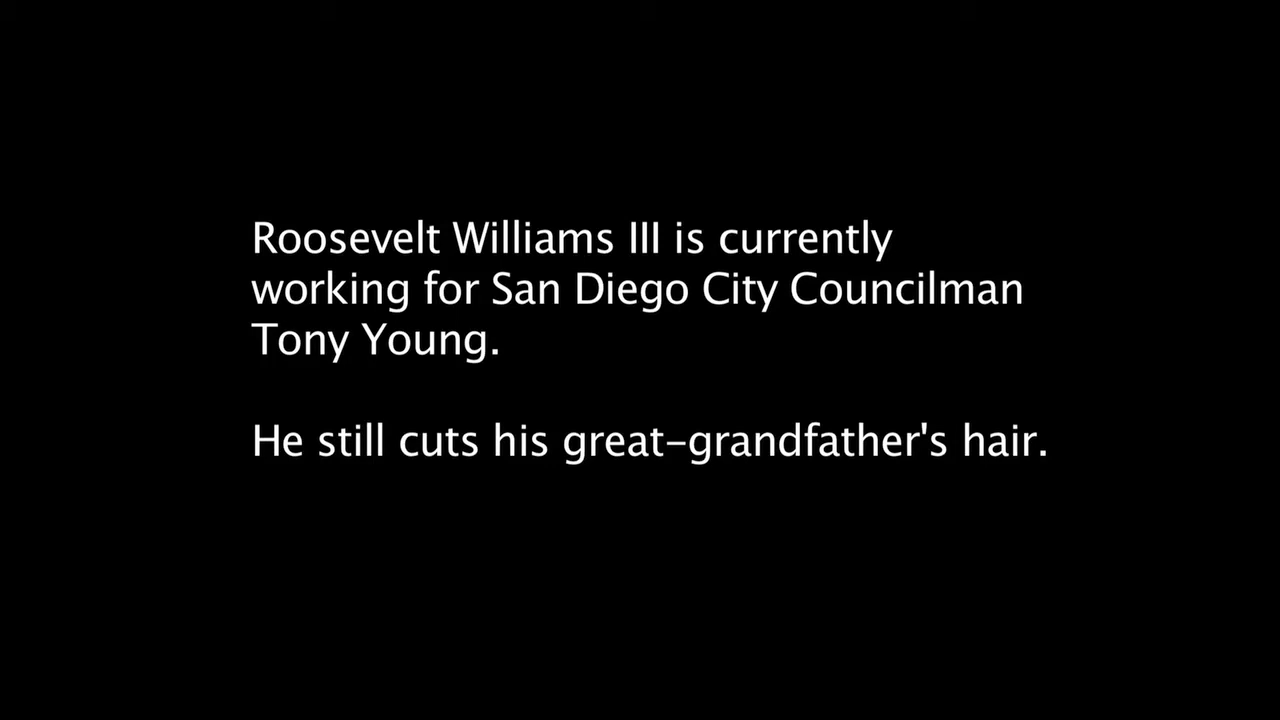 Roosevelt Williams III is currently
working for San Diego City Councilman
Tony Young.
He still cuts his great-grandfather's hair.